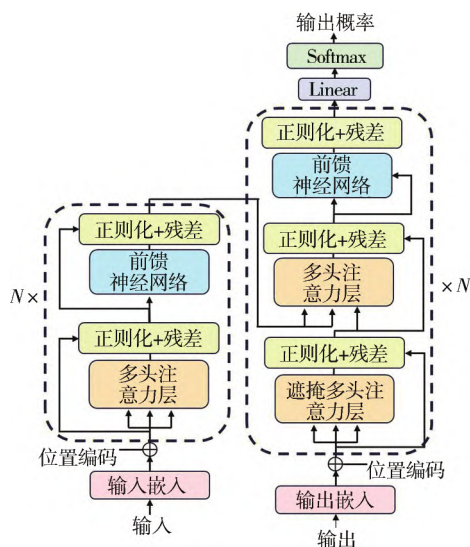 输出概率
Softmax
Linear
正则化+残差
前馈
神经网络
正则化+残差
多头注
意力层
正则化+残差
遮掩多头注
意力层
×N
位置编码
输出嵌入
输出
正则化+残差
前馈
神经网络
N×
正则化+残差
多头注
意力层
位置编码
输入嵌入
输入